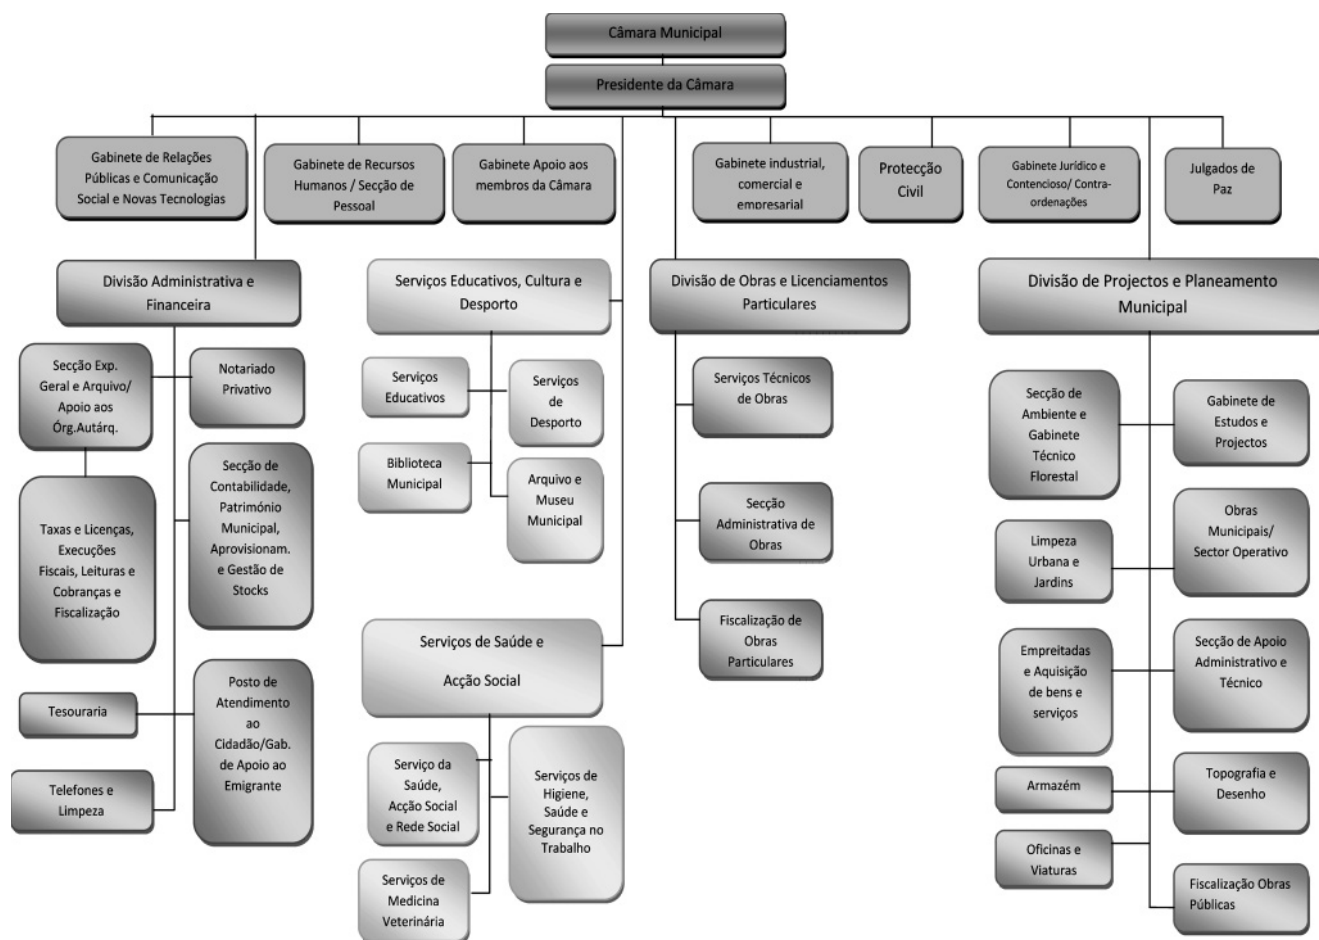 Câmara Municipal
Presidente da Câmara
Gabinete de Relações
Públicas e Comunicação
Social e Novas Tecnologias
Gabinete de Recursos
Humanos / Secção de
Pessoal
Gabinete Apoio aos
membros da Câmara
Gabinete industrial,
comercial e
empresarial
Protecção
Civil
Gabinete Jurídico e
Contencioso/ Contra-
ordenações
Julgados de
Paz
Divisão Administrativa e
Financeira
Serviços Educativos, Cultura e
Desporto
Divisão de Obras e Licenciamentos
Particulares
Divisão de Projectos e Planeamento
Municipal
Secção Exp.
Geral e Arquivo/
Apoio aos
Órg.Autárq.
Notariado
Privativo
Taxas e Licenças,
Execuções
Fiscais, Leituras e
Cobranças e
Fiscalização
Secção de
Contabilidade,
Património
Municipal,
Aprovisionam.
e Gestão de
Stocks
Tesouraria
Posto de
Atendimento
ao
Cidadão/Gab.
de Apoio ao
Emigrante
Telefones e
Limpeza
Serviços
Educativos
Serviços
de
Desporto
Biblioteca
Municipal
Arquivo e
Museu
Municipal
Serviços de Saúde e
Acção Social
Serviço da
Saúde,
Acção Social
e Rede Social
Serviços de
Higiene,
Saúde e
Segurança no
Trabalho
Serviços de
Medicina
Veterinária
Serviços Técnicos
de Obras
Secção
Administrativa de
Obras
Fiscalização de
Obras
Particulares
Secção de
Ambiente e
Gabinete
Técnico
Florestal
Gabinete de
Estudos e
Projectos
Limpeza
Urbana e
Jardins
Obras
Municipais/
Sector Operativo
Empreitadas
e Aquisição
de bens e
serviços
Secção de Apoio
Administrativo e
Técnico
Armazém
Topografia e
Desenho
Oficinas e
Viaturas
Fiscalização Obras
Públicas